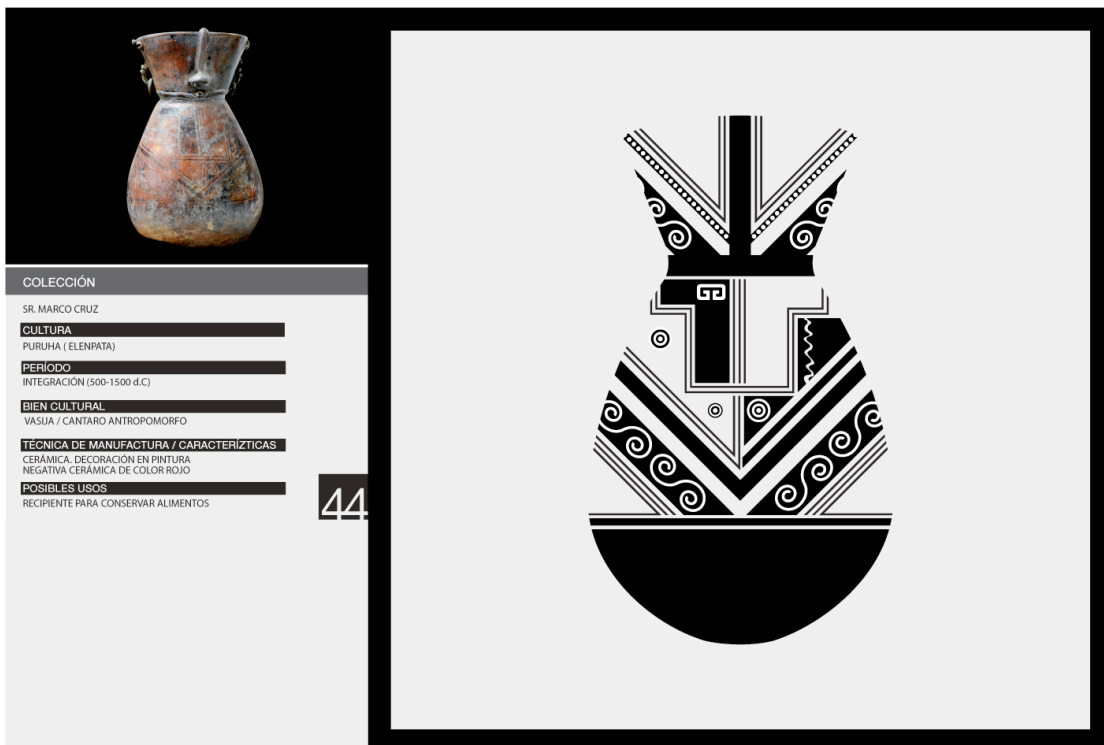 COLECCIÓN
SR. MARCO CRUZ
CULTURA
PURUHA ( ELENPATA)
PERÍODO
INTEGRACIÓN (500-1500 d.C)
BIEN CULTURAL
VASIJA / CANTARO ANTROPOMORFO
TÉCNICA DE MANUFACTURA / CARACTERÍZTICAS
CERÁMICA. DECORACIÓN EN PINTURA
NEGATIVA CERÁMICA DE COLOR ROJO
POSIBLES USOS
RECIPIENTE PARA CONSERVAR ALIMENTOS
44